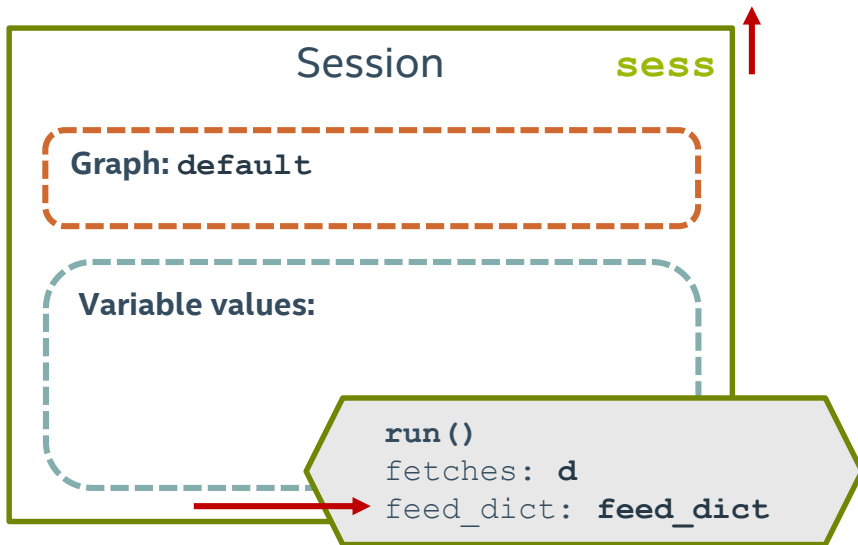 Session sess
Graph: default
Variable values:
run()
fetches: d
feed_dict: feed_dict